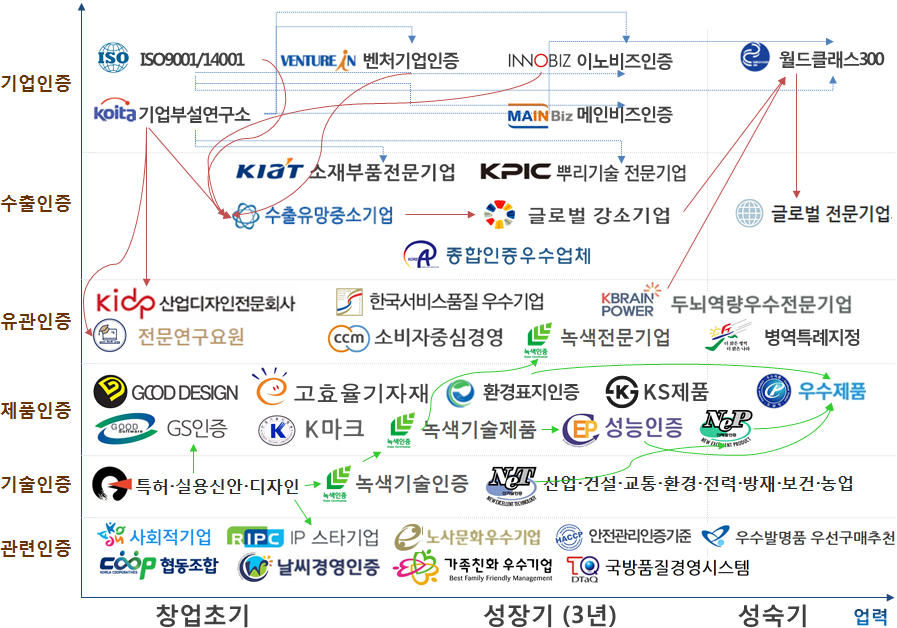 기업인증
ISO ISO9001/14001
VENTURE iN 벤처기업인증
INNOBIZ 이노비즈인증
월드클래스300
koita 기업부설연구소
MAINBiz 메인비즈인증
수출인증
KIAT 소재부품전문기업
KPIC 뿌리기술 전문기업
수출유망중소기업
글로벌 강소기업
글로벌 전문기업
종합인증우수업체
유관인증
kidp 산업디자인전문회사
한국서비스품질 우수기업
KBRAIN POWER 두뇌역량우수전문기업
전문연구요원
ccm 소비자중심경영
녹색인증 녹색전문기업
병역특례지정
제품인증
GOOD DESIGN
고효율기자재
환경표지인증
K KS제품
우수제품
GOOD Software GS인증
K K마크
녹색인증 녹색기술제품
EP 성능인증
NeP
NEW EXCELLENT PRODUCT
기술인증
특허·실용신안·디자인
녹색인증 녹색기술인증
NeT
NEW EXCELLENT TECHNOLOGY
산업·건설·교통·환경·전력·방재·보건·농업
관련인증
사회적기업
RIPC IP 스타기업
노사문화우수기업
HACCP 안전관리인증기준
우수발명품 우선구매추천
COOP 협동조합
KOREA COOPERATIVES
날씨경영인증
가족친화 우수기업
Best Family Friendly Management
DTaQ 국방품질경영시스템
창업초기
성장기 (3년)
성숙기
업력